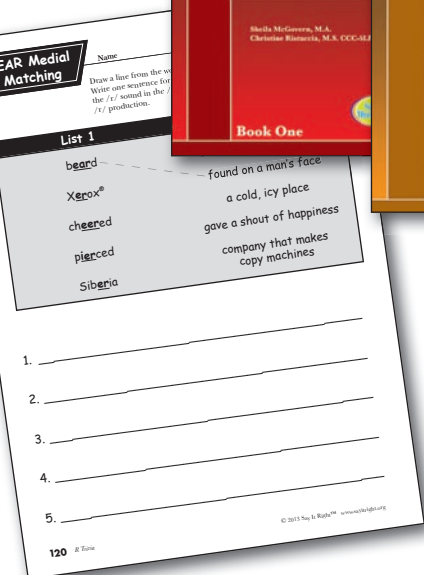 Sheila McGovern, M.A.
Christine Ristuccia, M.S. CCC-SLP
Book One
EAR Medial
Matching
Name
Draw a line from the
Write one sentence for
the /r/ sound in the
/r/ production.
List 1
beard
found on a man's face
Xerox®
a cold, icy place
cheered
gave a shout of happiness
pierced
company that makes
copy machines
Siberia
1.
2.
3.
4.
5.
120
R Trivia
© 2013 Say It Right™ www.sayitright.org